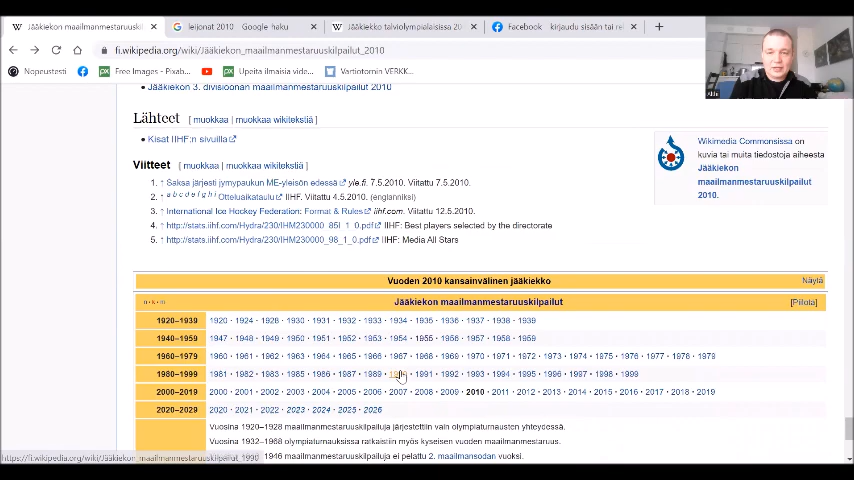 Jääkiekon maailmanmestaruuskilpail
leijonat 2010 - Google-haku
Jääkiekko talviolympialaisissa 20
Facebook – kirjaudu sisään tai rek
fi.wikipedia.org/wiki/Jääkiekon_maailmanmestaruuskilpailut_2010
Nopeustesti
Free Images - Pixab...
Upeita ilmaisia vide...
Vartiotornin VERKK...
Ahti
Jääkiekon 3. divisioonan maailmanmestaruuskilpailut 2010
Lähteet [ muokkaa | muokkaa wikitekstiä ]
Kisat IIHF:n sivuilla
Viitteet [ muokkaa | muokkaa wikitekstiä ]
1. ↑ Saksa järjesti jymypaukun ME-yleisön edessä yle.fi. 7.5.2010. Viitattu 7.5.2010.
2. ↑ a b c d e f g h i Otteluaikataulu IIHF. Viitattu 4.5.2010. (englanniksi)
3. ↑ International Ice Hockey Federation: Format & Rules iihf.com. Viitattu 12.5.2010.
4. ↑ http://stats.iihf.com/Hydra/230/IHM230000_85I_1_0.pdf IIHF: Best players selected by the directorate
5. ↑ http://stats.iihf.com/Hydra/230/IHM230000_98_1_0.pdf IIHF: Media All Stars
Wikimedia Commonsissa on
kuvia tai muita tiedostoja aiheesta
Jääkiekon
maailmanmestaruuskilpailut
2010.
Vuoden 2010 kansainvälinen jääkiekko Näytä
n · k · m Jääkiekon maailmanmestaruuskilpailut [Piilota]
1920–1939 1920 · 1924 · 1928 · 1930 · 1931 · 1932 · 1933 · 1934 · 1935 · 1936 · 1937 · 1938 · 1939
1940–1959 1947 · 1948 · 1949 · 1950 · 1951 · 1952 · 1953 · 1954 · 1955 · 1956 · 1957 · 1958 · 1959
1960–1979 1960 · 1961 · 1962 · 1963 · 1964 · 1965 · 1966 · 1967 · 1968 · 1969 · 1970 · 1971 · 1972 · 1973 · 1974 · 1975 · 1976 · 1977 · 1978 · 1979
1980–1999 1981 · 1982 · 1983 · 1985 · 1986 · 1987 · 1989 · 1990 · 1991 · 1992 · 1993 · 1994 · 1995 · 1996 · 1997 · 1998 · 1999
2000–2019 2000 · 2001 · 2002 · 2003 · 2004 · 2005 · 2006 · 2007 · 2008 · 2009 · 2010 · 2011 · 2012 · 2013 · 2014 · 2015 · 2016 · 2017 · 2018 · 2019
2020–2029 2020 · 2021 · 2022 · 2023 · 2024 · 2025 · 2026
Vuosina 1920–1928 maailmanmestaruuskilpailuja järjestettiin vain olympiaturnausten yhteydessä.
Vuosina 1932–1968 olympiaturnauksissa ratkaistiin myös kyseisen vuoden maailmanmestaruus.
1946 maailmanmestaruuskilpailuja ei pelattu 2. maailmansodan vuoksi.
https://fi.wikipedia.org/wiki/Jääkiekon_maailmanmestaruuskilpailut_1990